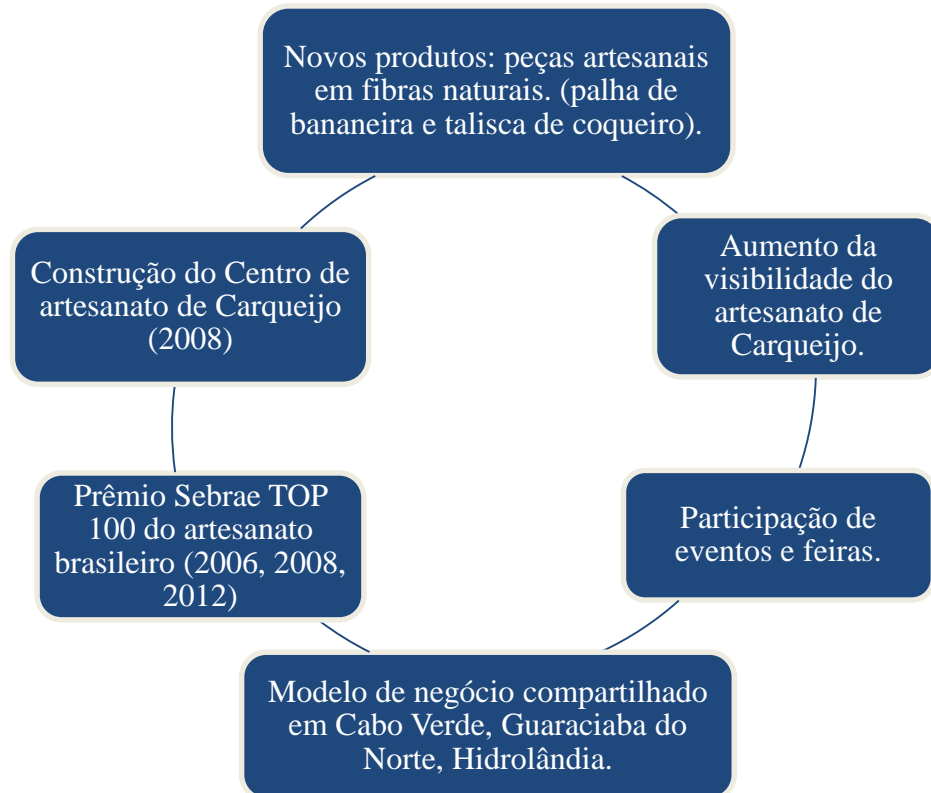 Novos produtos: peças artesanais
em fibras naturais. (palha de
bananeira e talisca de coqueiro).
Aumento da
visibilidade do
artesanato de
Carqueijo.
Participação de
eventos e feiras.
Modelo de negócio compartilhado
em Cabo Verde, Guaraciaba do
Norte, Hidrolândia.
Prêmio Sebrae TOP
100 do artesanato
brasileiro (2006, 2008,
2012)
Construção do Centro de
artesanato de Carqueijo
(2008)